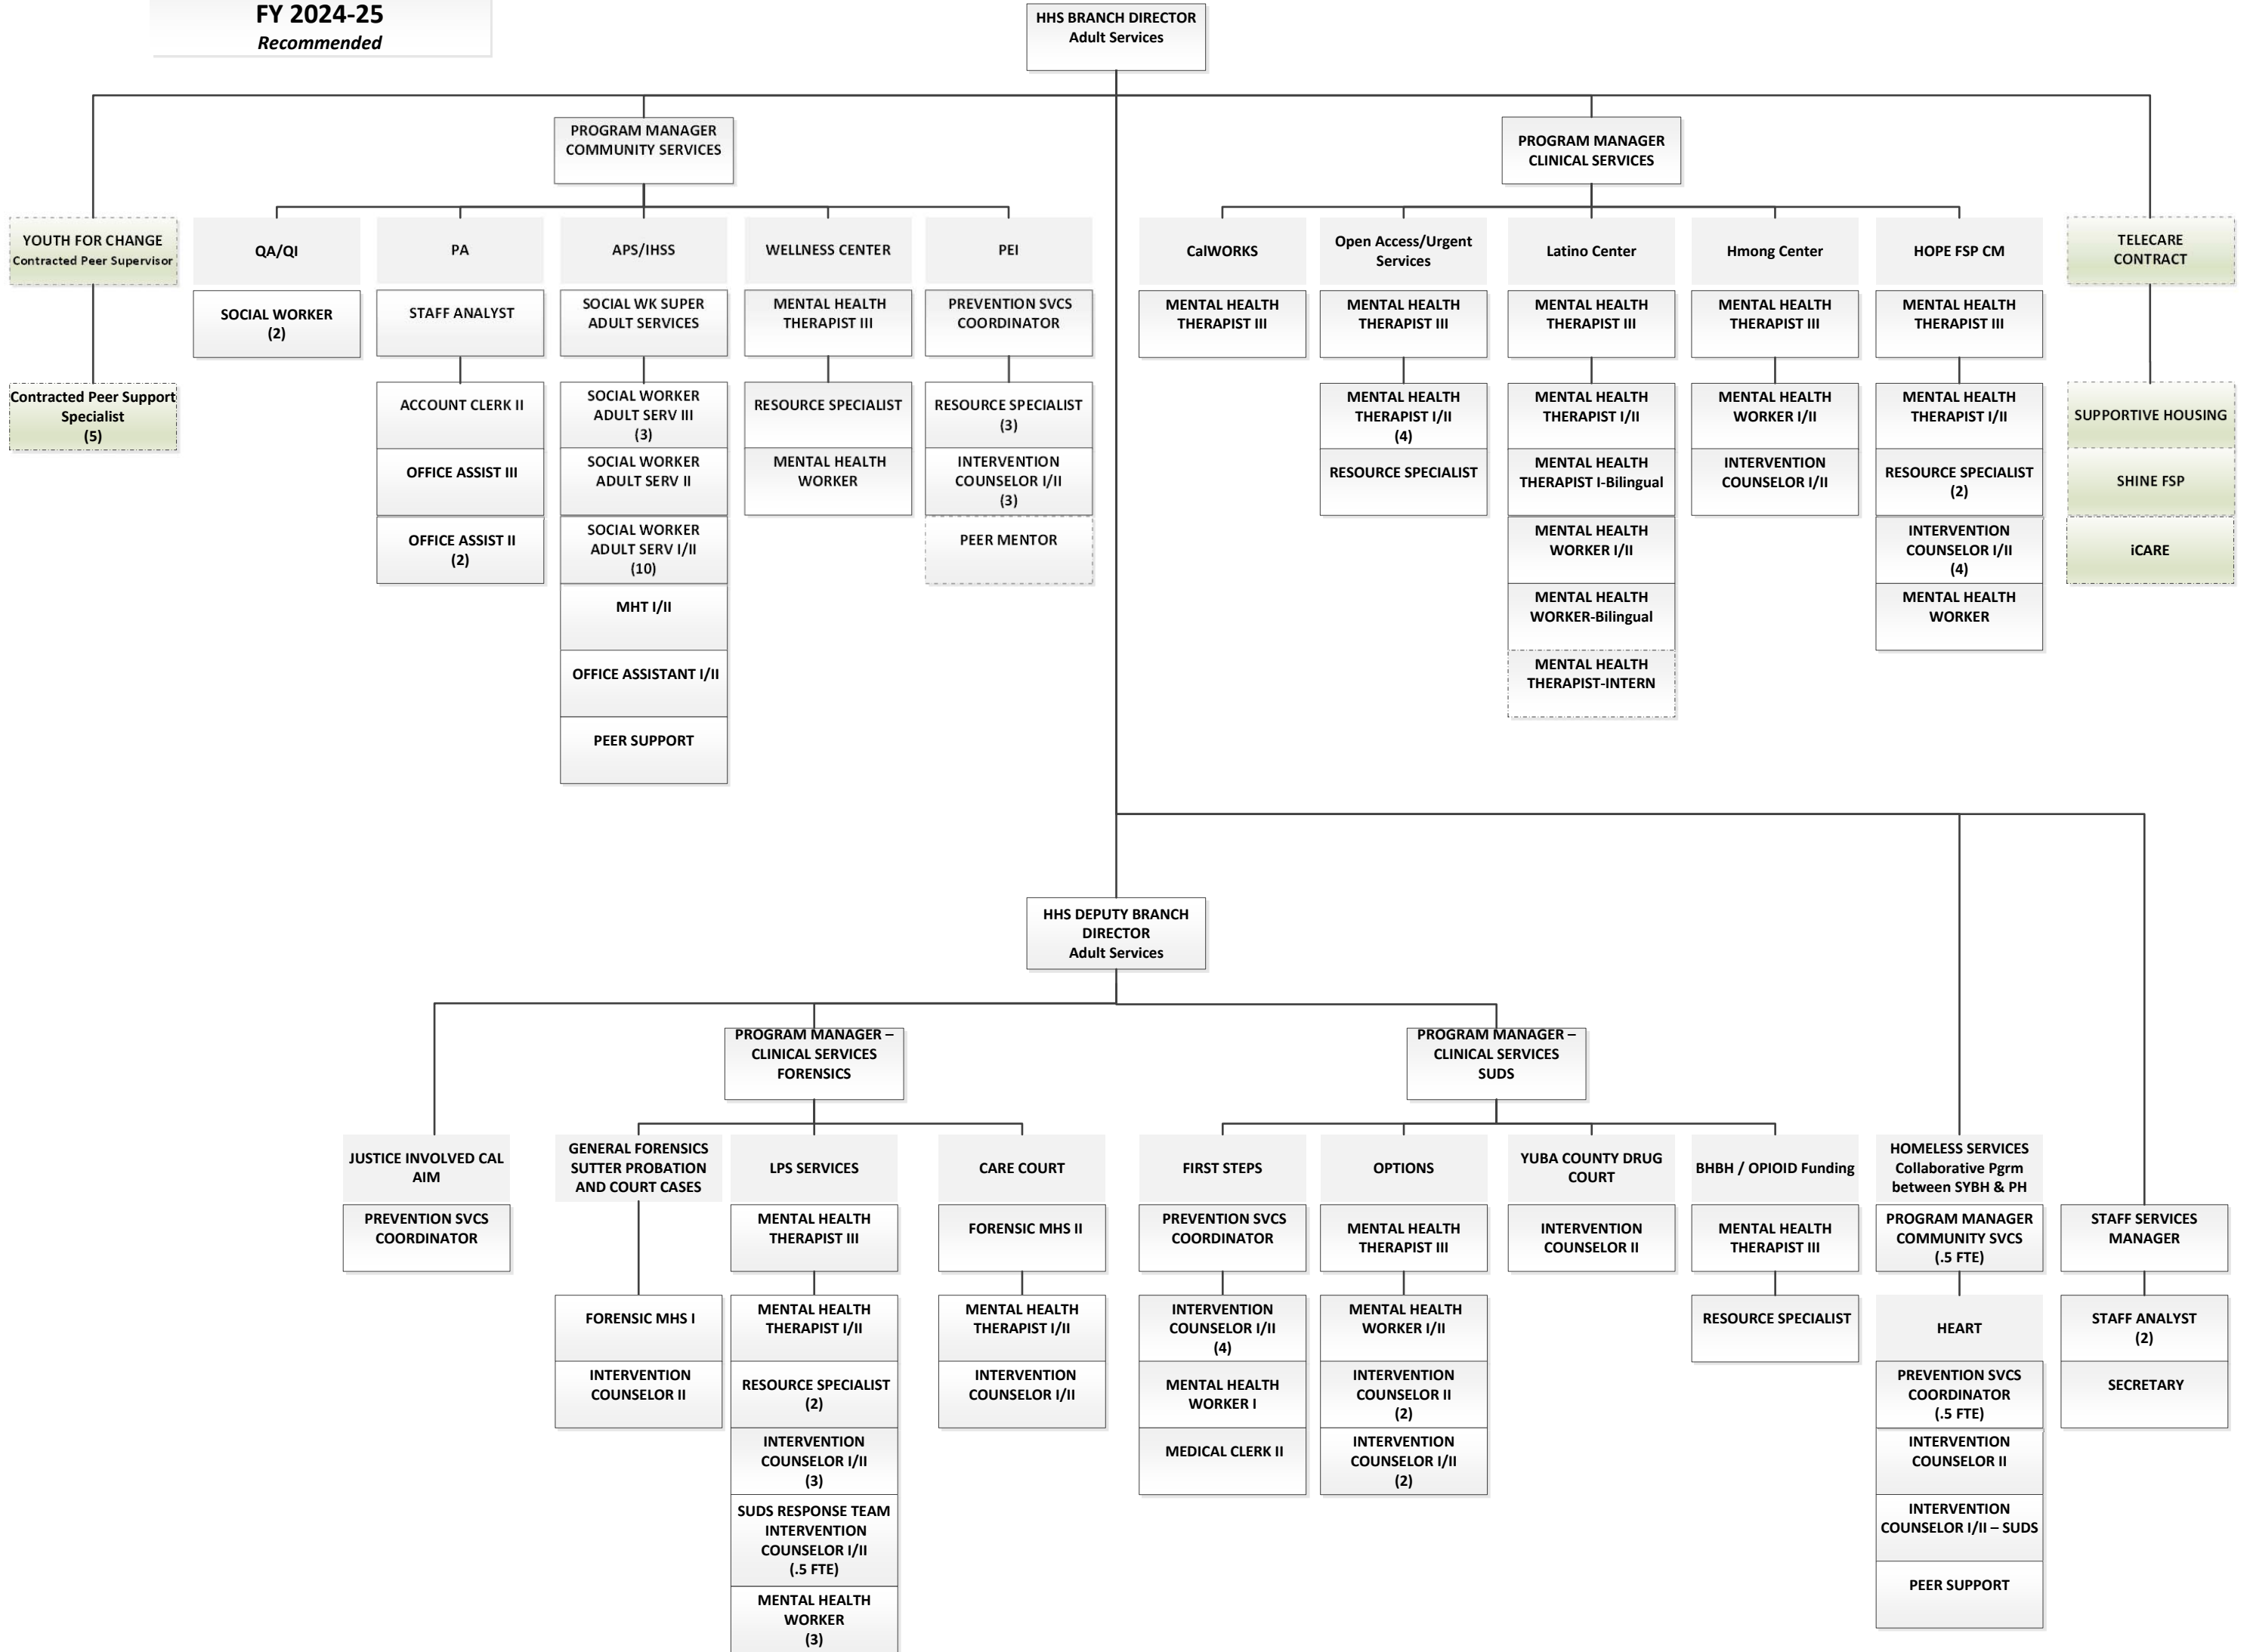 FY 2024-25
Recommended
HHS BRANCH DIRECTOR
Adult Services
PROGRAM MANAGER
COMMUNITY SERVICES
PROGRAM MANAGER
CLINICAL SERVICES
YOUTH FOR CHANGE
Contracted Peer Supervisor
Contracted Peer Support
Specialist
(5)
QA/QI
SOCIAL WORKER
(2)
PA
STAFF ANALYST
ACCOUNT CLERK II
OFFICE ASSIST III
OFFICE ASSIST II
(2)
APS/IHSS
SOCIAL WK SUPER
ADULT SERVICES
SOCIAL WORKER
ADULT SERV III
(3)
SOCIAL WORKER
ADULT SERV II
SOCIAL WORKER
ADULT SERV I/II
(10)
MHT I/II
OFFICE ASSISTANT I/II
PEER SUPPORT
WELLNESS CENTER
MENTAL HEALTH
THERAPIST III
RESOURCE SPECIALIST
MENTAL HEALTH
WORKER
PEI
PREVENTION SVCS
COORDINATOR
RESOURCE SPECIALIST
(3)
INTERVENTION
COUNSELOR I/II
(3)
PEER MENTOR
CalWORKS
MENTAL HEALTH
THERAPIST III
Open Access/Urgent
Services
MENTAL HEALTH
THERAPIST III
MENTAL HEALTH
THERAPIST I/II
(4)
RESOURCE SPECIALIST
Latino Center
MENTAL HEALTH
THERAPIST III
MENTAL HEALTH
THERAPIST I/II
MENTAL HEALTH
THERAPIST I-Bilingual
MENTAL HEALTH
WORKER I/II
MENTAL HEALTH
WORKER-Bilingual
MENTAL HEALTH
THERAPIST-INTERN
Hmong Center
MENTAL HEALTH
THERAPIST III
MENTAL HEALTH
WORKER I/II
INTERVENTION
COUNSELOR I/II
HOPE FSP CM
MENTAL HEALTH
THERAPIST III
MENTAL HEALTH
THERAPIST I/II
RESOURCE SPECIALIST
(2)
INTERVENTION
COUNSELOR I/II
(4)
MENTAL HEALTH
WORKER
TELECARE
CONTRACT
SUPPORTIVE HOUSING
SHINE FSP
iCARE
HHS DEPUTY BRANCH
DIRECTOR
Adult Services
PROGRAM MANAGER –
CLINICAL SERVICES
FORENSICS
PROGRAM MANAGER –
CLINICAL SERVICES
SUDS
JUSTICE INVOLVED CAL
AIM
PREVENTION SVCS
COORDINATOR
GENERAL FORENSICS
SUTTER PROBATION
AND COURT CASES
FORENSIC MHS I
INTERVENTION
COUNSELOR II
LPS SERVICES
MENTAL HEALTH
THERAPIST III
MENTAL HEALTH
THERAPIST I/II
RESOURCE SPECIALIST
(2)
INTERVENTION
COUNSELOR I/II
(3)
SUDS RESPONSE TEAM
INTERVENTION
COUNSELOR I/II
(.5 FTE)
MENTAL HEALTH
WORKER
(3)
CARE COURT
FORENSIC MHS II
MENTAL HEALTH
THERAPIST I/II
INTERVENTION
COUNSELOR I/II
FIRST STEPS
PREVENTION SVCS
COORDINATOR
INTERVENTION
COUNSELOR I/II
(4)
MENTAL HEALTH
WORKER I
MEDICAL CLERK II
OPTIONS
MENTAL HEALTH
THERAPIST III
MENTAL HEALTH
WORKER I/II
INTERVENTION
COUNSELOR II
(2)
INTERVENTION
COUNSELOR I/II
(2)
YUBA COUNTY DRUG
COURT
INTERVENTION
COUNSELOR II
BHBH / OPIOID Funding
MENTAL HEALTH
THERAPIST III
RESOURCE SPECIALIST
HOMELESS SERVICES
Collaborative Pgrm
between SYBH & PH
PROGRAM MANAGER
COMMUNITY SVCS
(.5 FTE)
HEART
PREVENTION SVCS
COORDINATOR
(.5 FTE)
INTERVENTION
COUNSELOR II
INTERVENTION
COUNSELOR I/II – SUDS
PEER SUPPORT
STAFF SERVICES
MANAGER
STAFF ANALYST
(2)
SECRETARY